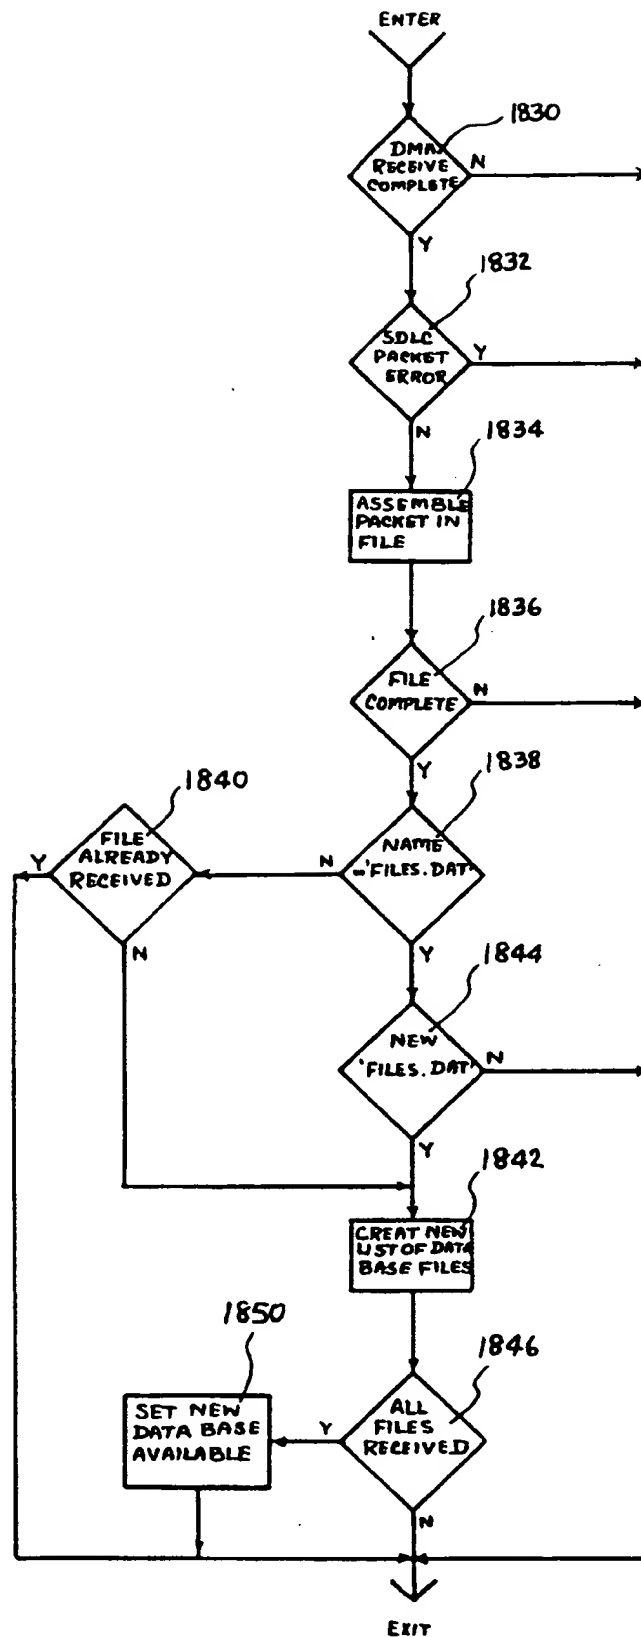 ENTER
1830
DMA
RECEIVE
COMPLETE
N
Y
1832
SDLC
PACKET
ERROR
Y
N
1834
ASSEMBLE
PACKET IN
FILE
1836
FILE
COMPLETE
N
Y
1838
NAME
='FILES.DAT'
N
Y
1840
FILE
ALREADY
RECEIVED
Y
N
1844
NEW
'FILES.DAT'
N
Y
1842
CREAT NEW
LIST OF DATA
BASE FILES
1846
ALL
FILES
RECEIVED
Y
N
1850
SET NEW
DATA BASE
AVAILABLE
EXIT